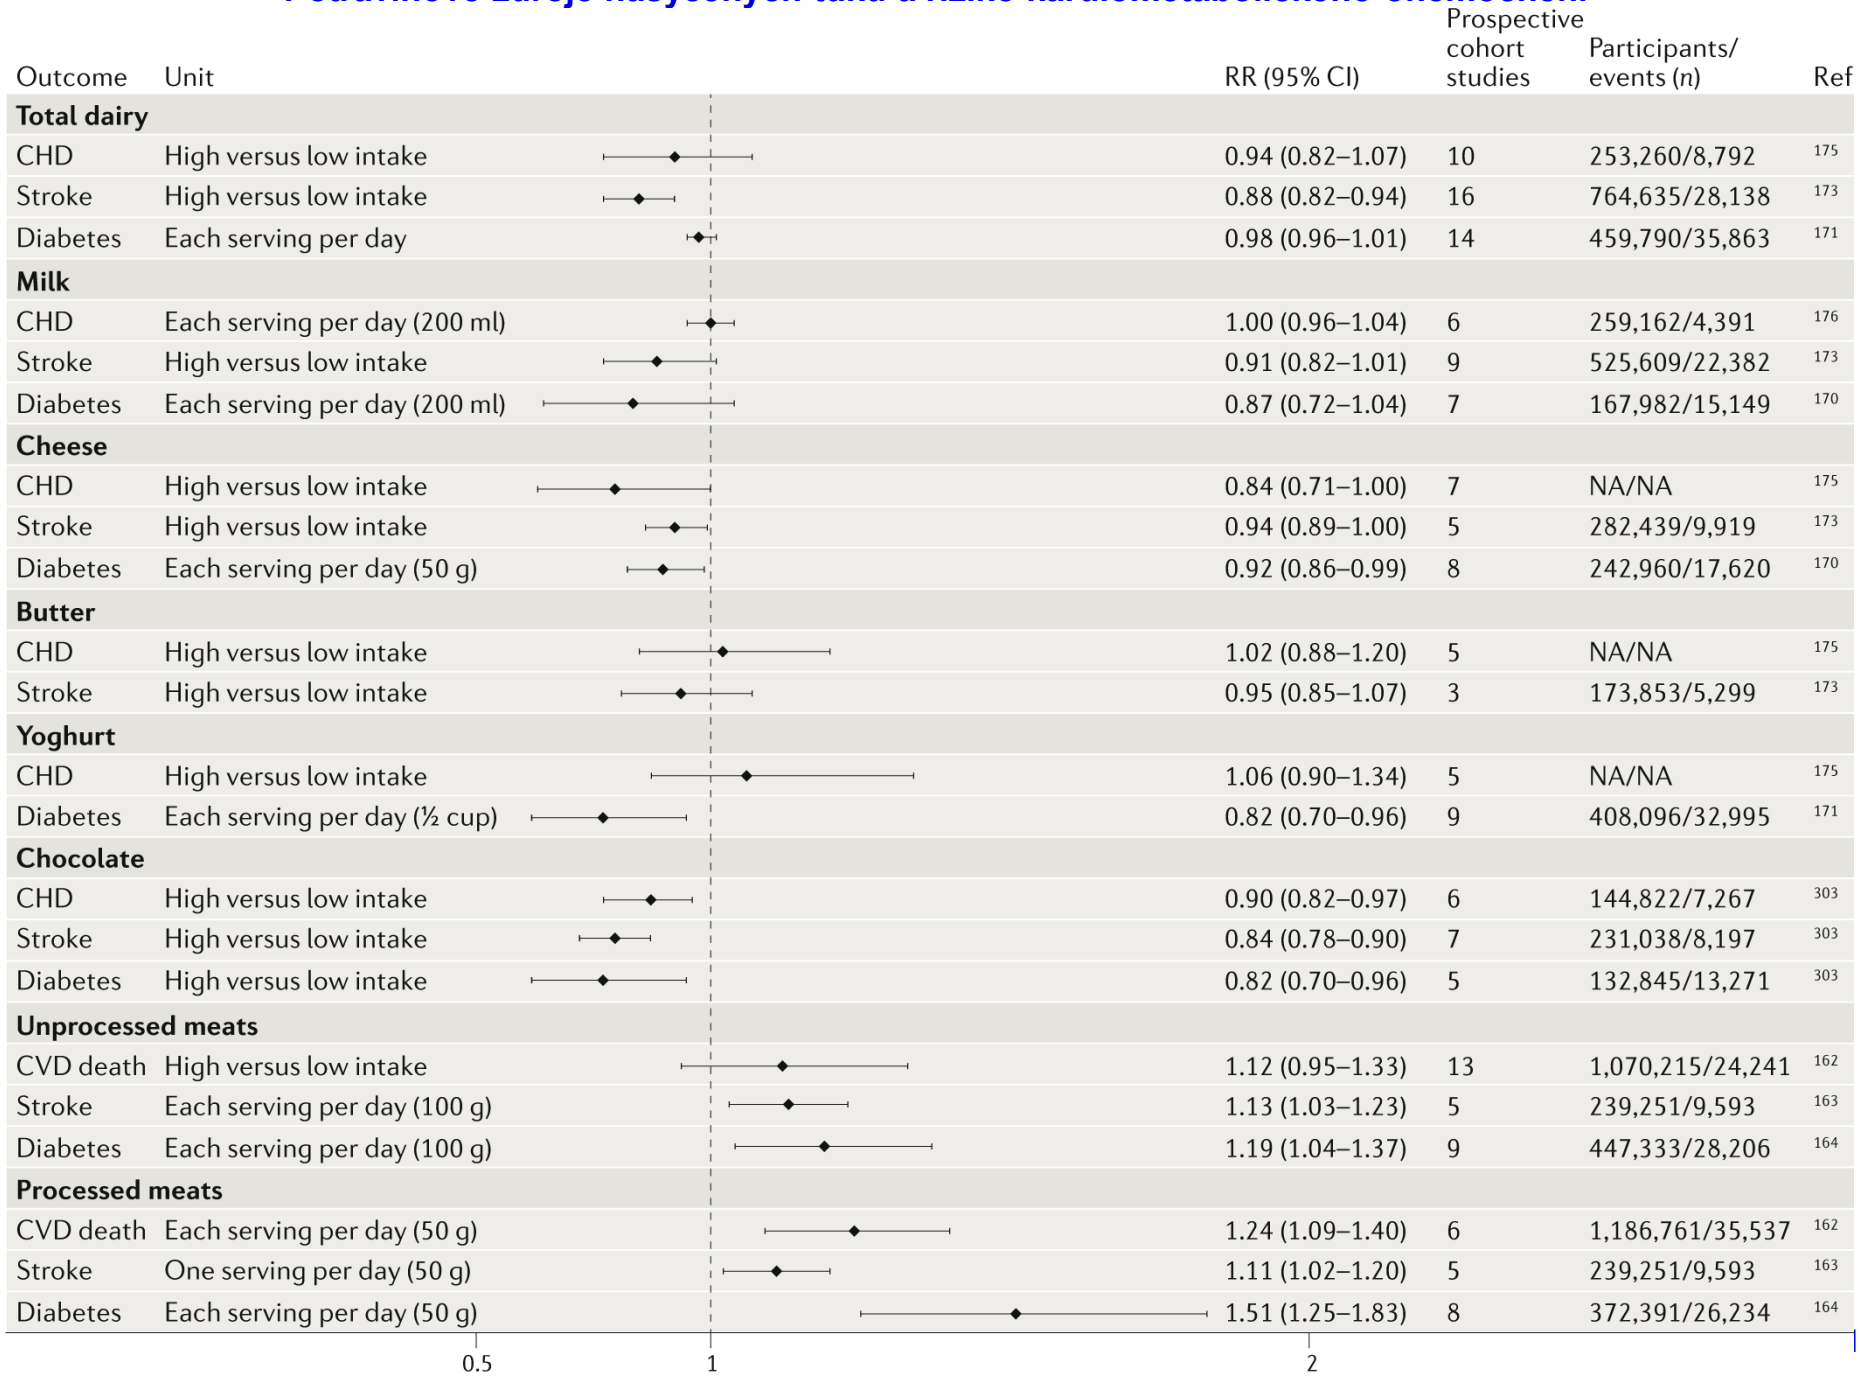 Prospective
cohort
studies
Participants/
events (n)
Outcome Unit RR (95% CI) Ref
Total dairy
CHD High versus low intake 0.94 (0.82–1.07) 10 253,260/8,792 175
Stroke High versus low intake 0.88 (0.82–0.94) 16 764,635/28,138 173
Diabetes Each serving per day 0.98 (0.96–1.01) 14 459,790/35,863 171
Milk
CHD Each serving per day (200 ml) 1.00 (0.96–1.04) 6 259,162/4,391 176
Stroke High versus low intake 0.91 (0.82–1.01) 9 525,609/22,382 173
Diabetes Each serving per day (200 ml) 0.87 (0.72–1.04) 7 167,982/15,149 170
Cheese
CHD High versus low intake 0.84 (0.71–1.00) 7 NA/NA 175
Stroke High versus low intake 0.94 (0.89–1.00) 5 282,439/9,919 173
Diabetes Each serving per day (50 g) 0.92 (0.86–0.99) 8 242,960/17,620 170
Butter
CHD High versus low intake 1.02 (0.88–1.20) 5 NA/NA 175
Stroke High versus low intake 0.95 (0.85–1.07) 3 173,853/5,299 173
Yoghurt
CHD High versus low intake 1.06 (0.90–1.34) 5 NA/NA 175
Diabetes Each serving per day (½ cup) 0.82 (0.70–0.96) 9 408,096/32,995 171
Chocolate
CHD High versus low intake 0.90 (0.82–0.97) 6 144,822/7,267 303
Stroke High versus low intake 0.84 (0.78–0.90) 7 231,038/8,197 303
Diabetes High versus low intake 0.82 (0.70–0.96) 5 132,845/13,271 303
Unprocessed meats
CVD death High versus low intake 1.12 (0.95–1.33) 13 1,070,215/24,241 162
Stroke Each serving per day (100 g) 1.13 (1.03–1.23) 5 239,251/9,593 163
Diabetes Each serving per day (100 g) 1.19 (1.04–1.37) 9 447,333/28,206 164
Processed meats
CVD death Each serving per day (50 g) 1.24 (1.09–1.40) 6 1,186,761/35,537 162
Stroke One serving per day (50 g) 1.11 (1.02–1.20) 5 239,251/9,593 163
Diabetes Each serving per day (50 g) 1.51 (1.25–1.83) 8 372,391/26,234 164
0.5 1 2